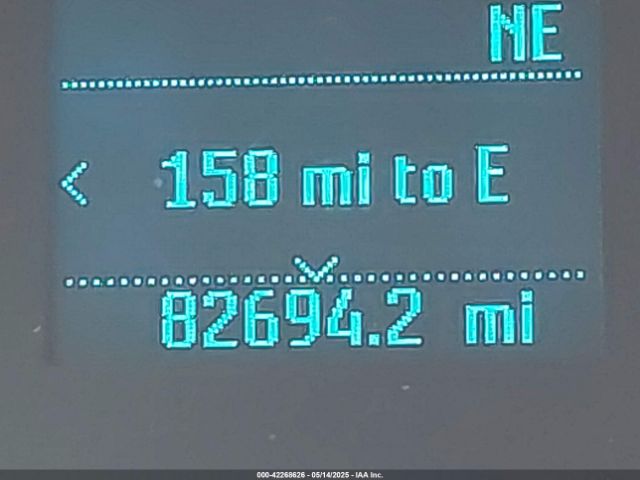 NE
158 mi to E
82694.2 mi
000-42268626 - 05/14/2025 - IAA Inc.